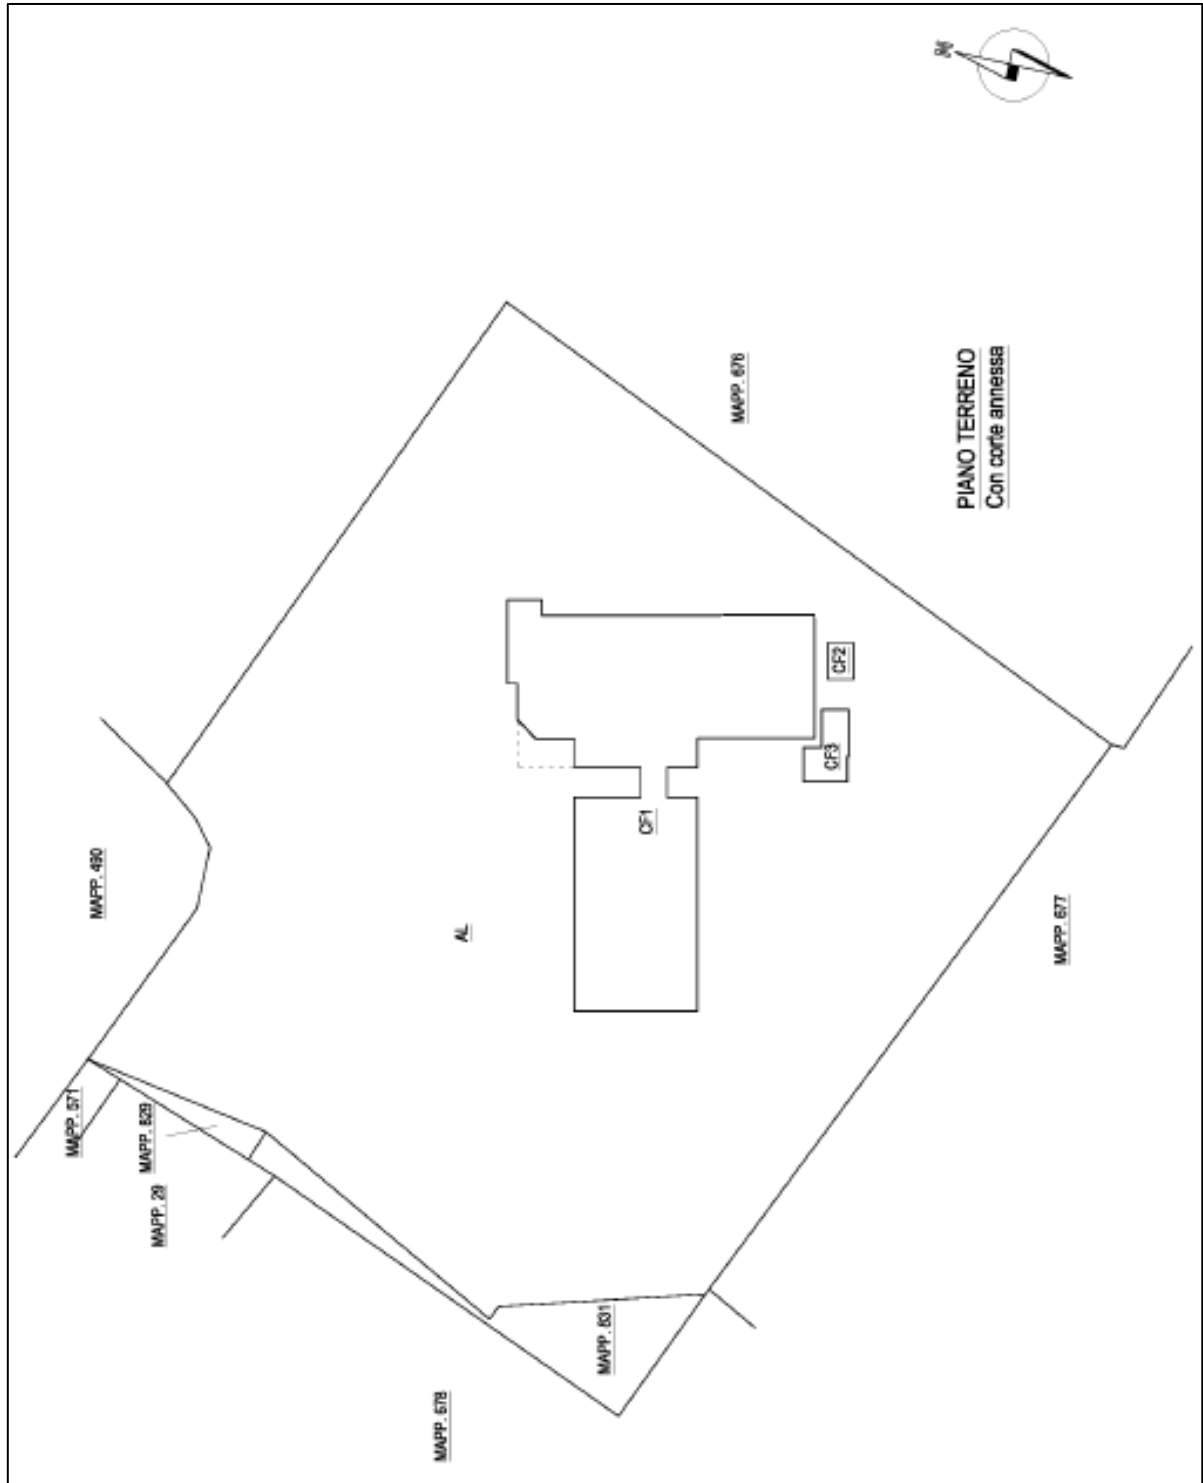 MAPP. 676
PIANO TERRENO
Con corte annessa
CF2
CF3
CF1
MAPP. 490
AL
MAPP. 677
MAPP. 571
MAPP. 829
MAPP. 29
MAPP. 831
MAPP. 678